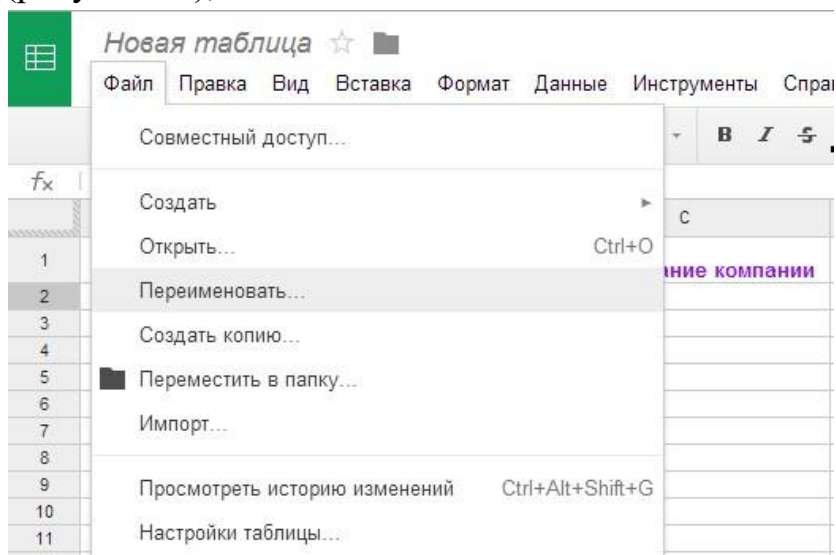 Новая таблица
Файл Правка Вид Вставка Формат Данные Инструменты
Совместный доступ...
B I S
fx
Создать
C
Открыть... Ctrl+O
1
компании
Переименовать...
2
3
Создать копию...
4
5
Переместить в папку...
6
7
Импорт...
8
9
Просмотреть историю изменений Ctrl+Alt+Shift+G
10
11
Настройки таблицы...